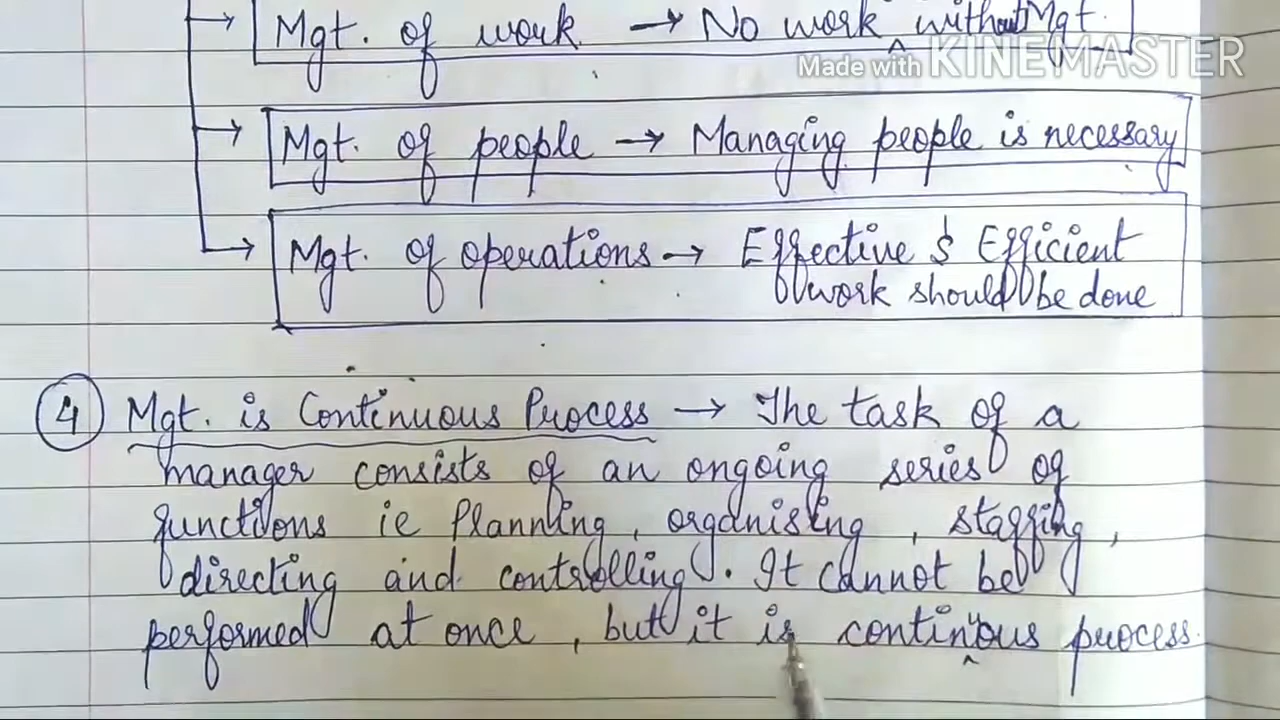 Mgt. of work → No work ^ without Mgt.
Made with KINEMASTER
Mgt. of people → Managing people is necessary
Mgt. of operations → Effective & Efficient
work should be done
4 Mgt. is Continuous Process → The task of a
manager consists of an ongoing series of
functions ie Planning, organising, staffing,
directing and controlling. It cannot be
performed at once, but it is continuous process.